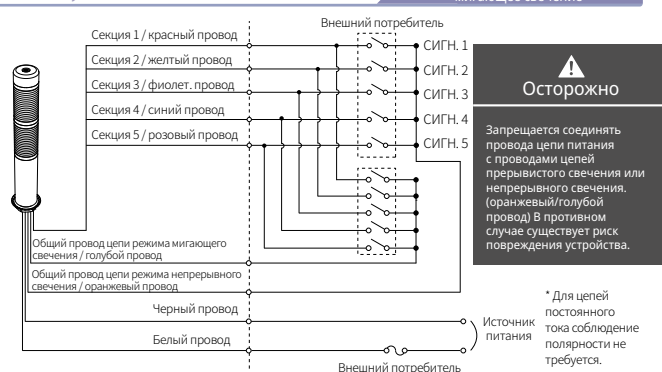 мигающее свечение
Внешний потребитель
Секция 1 / красный провод
СИГН. 1
Секция 2 / желтый провод
СИГН. 2
Секция 3 / фиолет. провод
СИГН. 3
Секция 4 / синий провод
СИГН. 4
Секция 5 / розовый провод
СИГН. 5
Осторожно
Запрещается соединять
провода цепи питания
с проводами цепей
прерывистого свечения или
непрерывного свечения.
(оранжевый/голубой
провод) В противном
случае существует риск
повреждения устройства.
Общий провод цепи режима мигающего
свечения / голубой провод
Общий провод цепи режима непрерывного
свечения / оранжевый провод
Черный провод
Белый провод
Источник
питания
Внешний потребитель
* Для цепей
постоянного
тока соблюдение
полярности не
требуется.